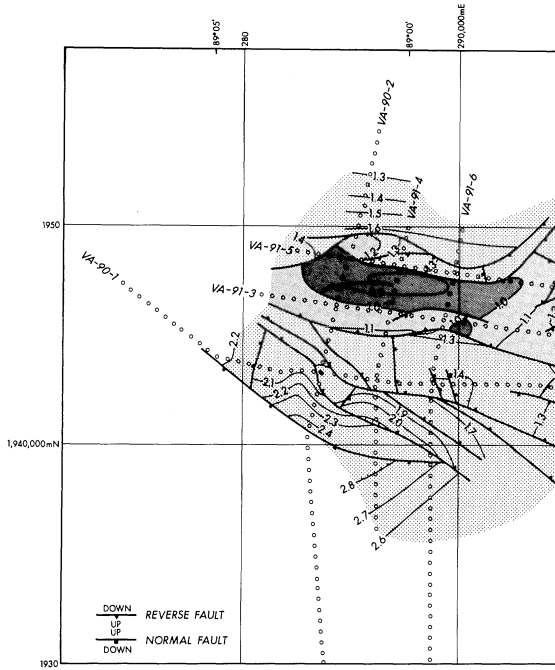 89°05'
280
89°00'
290,000mE
VA-90-2
1.3
1.4
1.5
1.6
VA-91-4
VA-91-6
1950
1.4
VA-91-5
1.2
VA-90-1
VA-91-3
1.0
1.0
1.1
1.1
1.3
2.2
1.4
2.1
2.2
2.3
2.4
1.9
2.0
1.7
1.3
1,940,000mN
2.8
2.7
2.6
DOWN
UP
REVERSE FAULT
UP
DOWN
NORMAL FAULT
1930